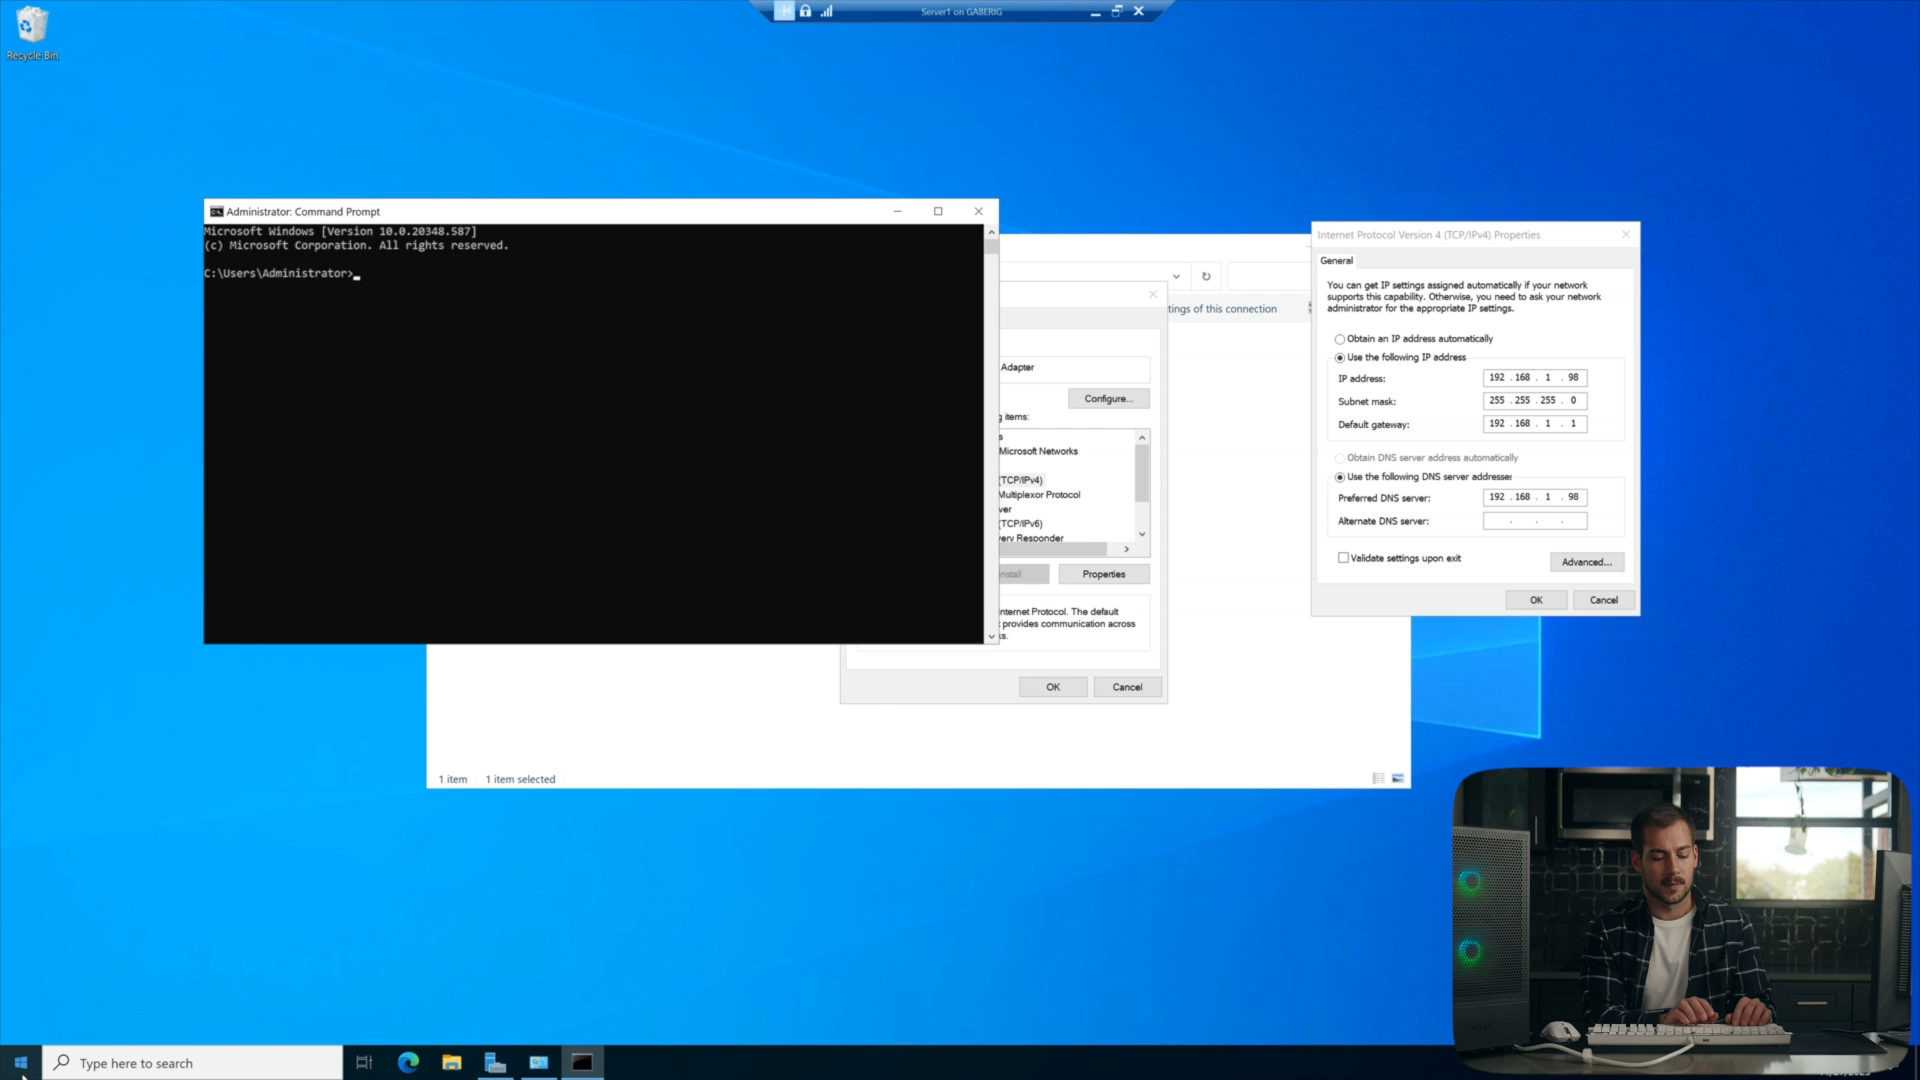 Server1 on GABERIG
Recycle Bin
Administrator: Command Prompt
Microsoft Windows [Version 10.0.20348.587]
(c) Microsoft Corporation. All rights reserved.
C:\Users\Administrator>
tings of this connection
Adapter
Configure...
g items:
s
Microsoft Networks
(TCP/IPv4)
Multiplexor Protocol
ver
(TCP/IPv6)
very Responder
nstall
Properties
Internet Protocol. The default
provides communication across
ks.
OK
Cancel
1 item
1 item selected
Internet Protocol Version 4 (TCP/IPv4) Properties
General
You can get IP settings assigned automatically if your network
supports this capability. Otherwise, you need to ask your network
administrator for the appropriate IP settings.
Obtain an IP address automatically
Use the following IP address
IP address: 192 . 168 . 1 . 98
Subnet mask: 255 . 255 . 255 . 0
Default gateway: 192 . 168 . 1 . 1
Obtain DNS server address automatically
Use the following DNS server addresses
Preferred DNS server: 192 . 168 . 1 . 98
Alternate DNS server: . . .
Validate settings upon exit
Advanced...
OK
Cancel
Type here to search